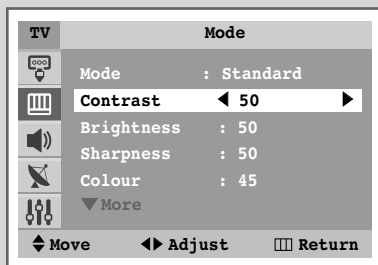 TV Mode
Mode : Standard
Contrast ◀ 50 ▶
Brightness : 50
Sharpness : 50
Colour : 45
▼More
Move Adjust Return